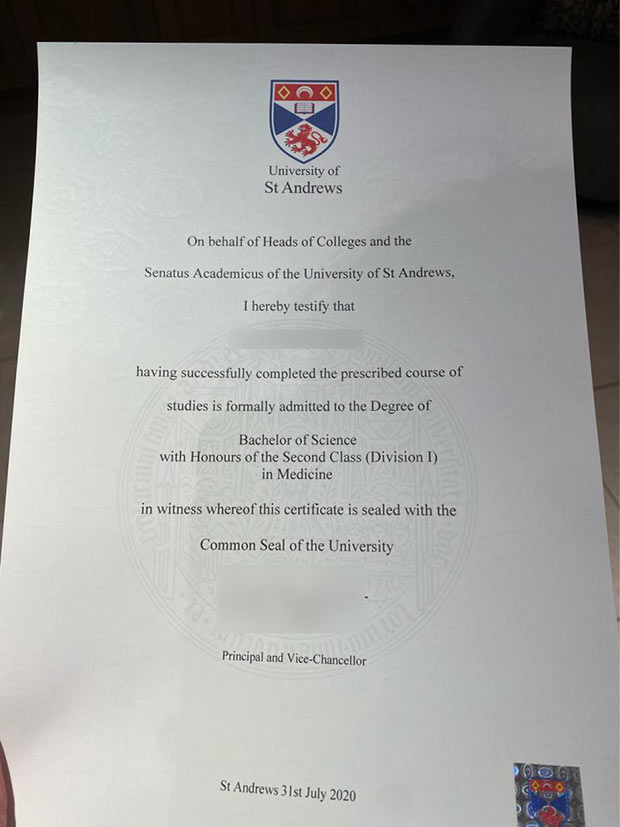 University of
St Andrews
On behalf of Heads of Colleges and the
Senatus Academicus of the University of St Andrews,
I hereby testify that
having successfully completed the prescribed course of
studies is formally admitted to the Degree of
Bachelor of Science
with Honours of the Second Class (Division I)
in Medicine
in witness whereof this certificate is sealed with the
Common Seal of the University
Principal and Vice-Chancellor
St Andrews 31st July 2020